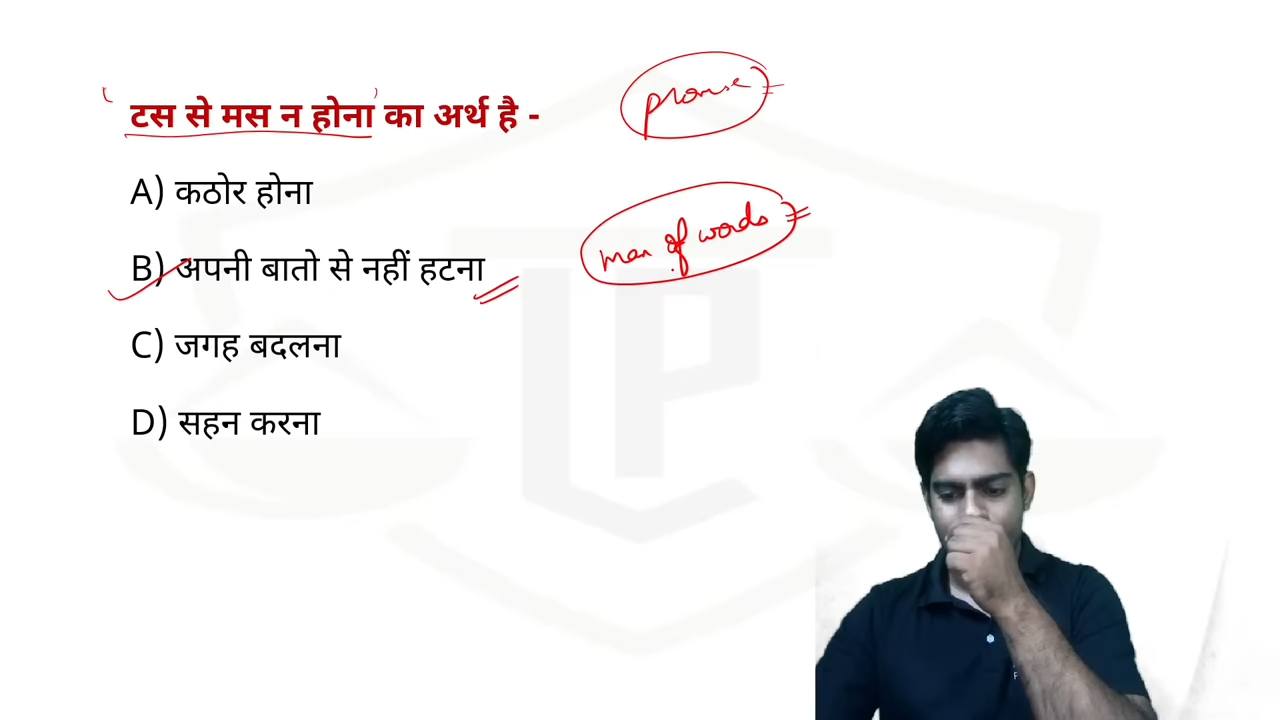 टस से मस न होना का अर्थ है -
promise
A) कठोर होना
man of words
B) अपनी बातो से नहीं हटना
C) जगह बदलना
D) सहन करना